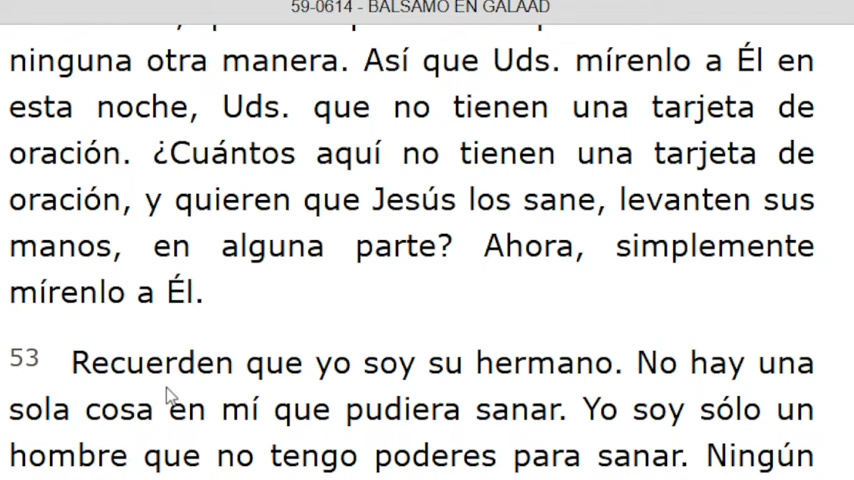 59-0614 - BALSAMO EN GALAAD
ninguna otra manera. Así que Uds. mírenlo a Él en
esta noche, Uds. que no tienen una tarjeta de
oración. ¿Cuántos aquí no tienen una tarjeta de
oración, y quieren que Jesús los sane, levanten sus
manos, en alguna parte? Ahora, simplemente
mírenlo a Él.
53 Recuerden que yo soy su hermano. No hay una
sola cosa en mí que pudiera sanar. Yo soy sólo un
hombre que no tengo poderes para sanar. Ningún